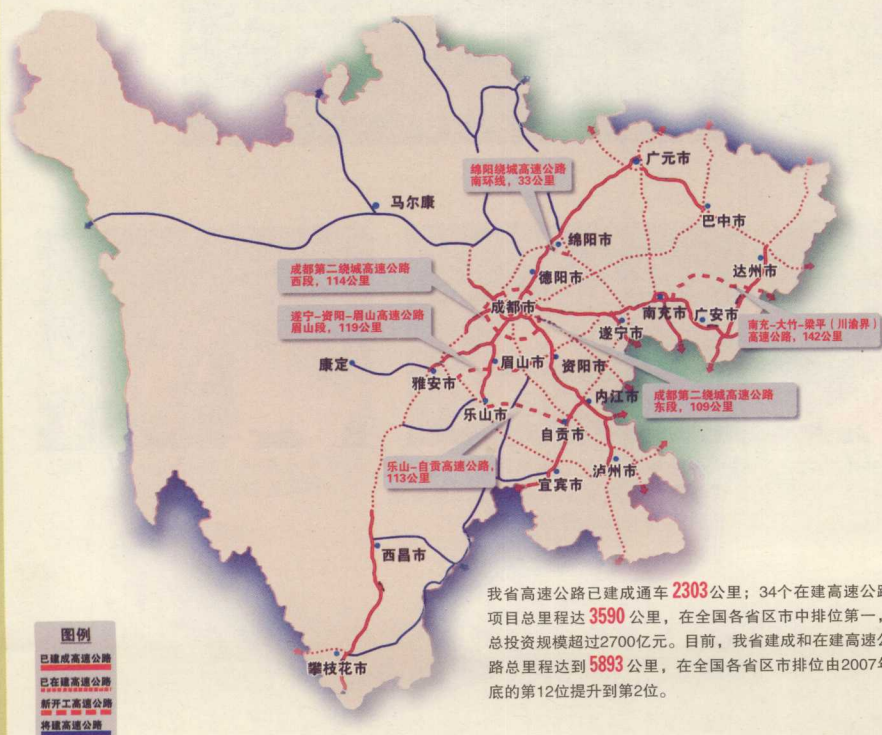 广元市
绵阳绕城高速公路
南环线，33公里
马尔康
巴中市
绵阳市
达州市
德阳市
成都第二绕城高速公路
西段，114公里
成都市
南充市
广安市
遂宁市
南充-大竹-梁平（川渝界）
高速公路，142公里
遂宁-资阳-眉山高速公路
眉山段，119公里
康定
眉山市
资阳市
雅安市
成都第二绕城高速公路
东段，109公里
内江市
乐山市
自贡市
乐山-自贡高速公路，
113公里
泸州市
宜宾市
西昌市
攀枝花市
我省高速公路已建成通车2303公里；34个在建高速公路
项目总里程达3590公里，在全国各省区市中排位第一，
总投资规模超过2700亿元。目前，我省建成和在建高速公
路总里程达到5893公里，在全国各省区市排位由2007年
底的第12位提升到第2位。
图例
已建成高速公路
已在建高速公路
新开工高速公路
将建高速公路